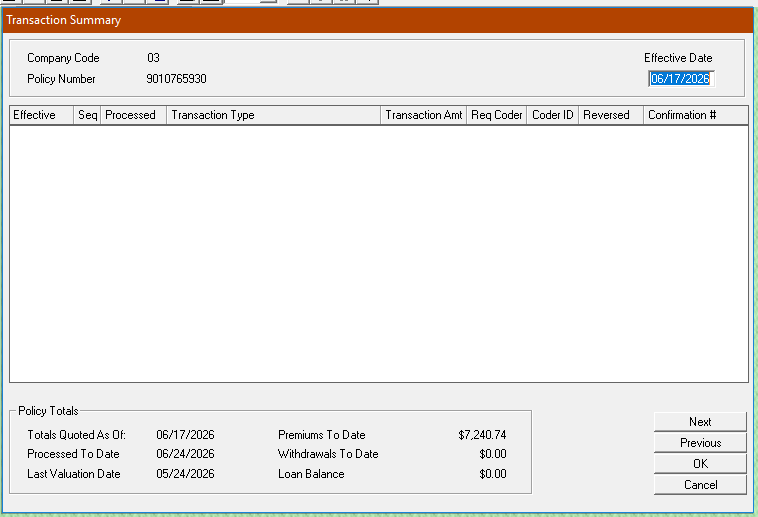 Transaction Summary
Company Code 03 Effective Date
Policy Number 9010765930 06/17/2026
Effective Seq Processed Transaction Type Transaction Amt Req Coder Coder ID Reversed Confirmation #
Policy Totals
Totals Quoted As Of: 06/17/2026 Premiums To Date $7,240.74
Processed To Date 06/24/2026 Withdrawals To Date $0.00
Last Valuation Date 05/24/2026 Loan Balance $0.00
Next
Previous
OK
Cancel